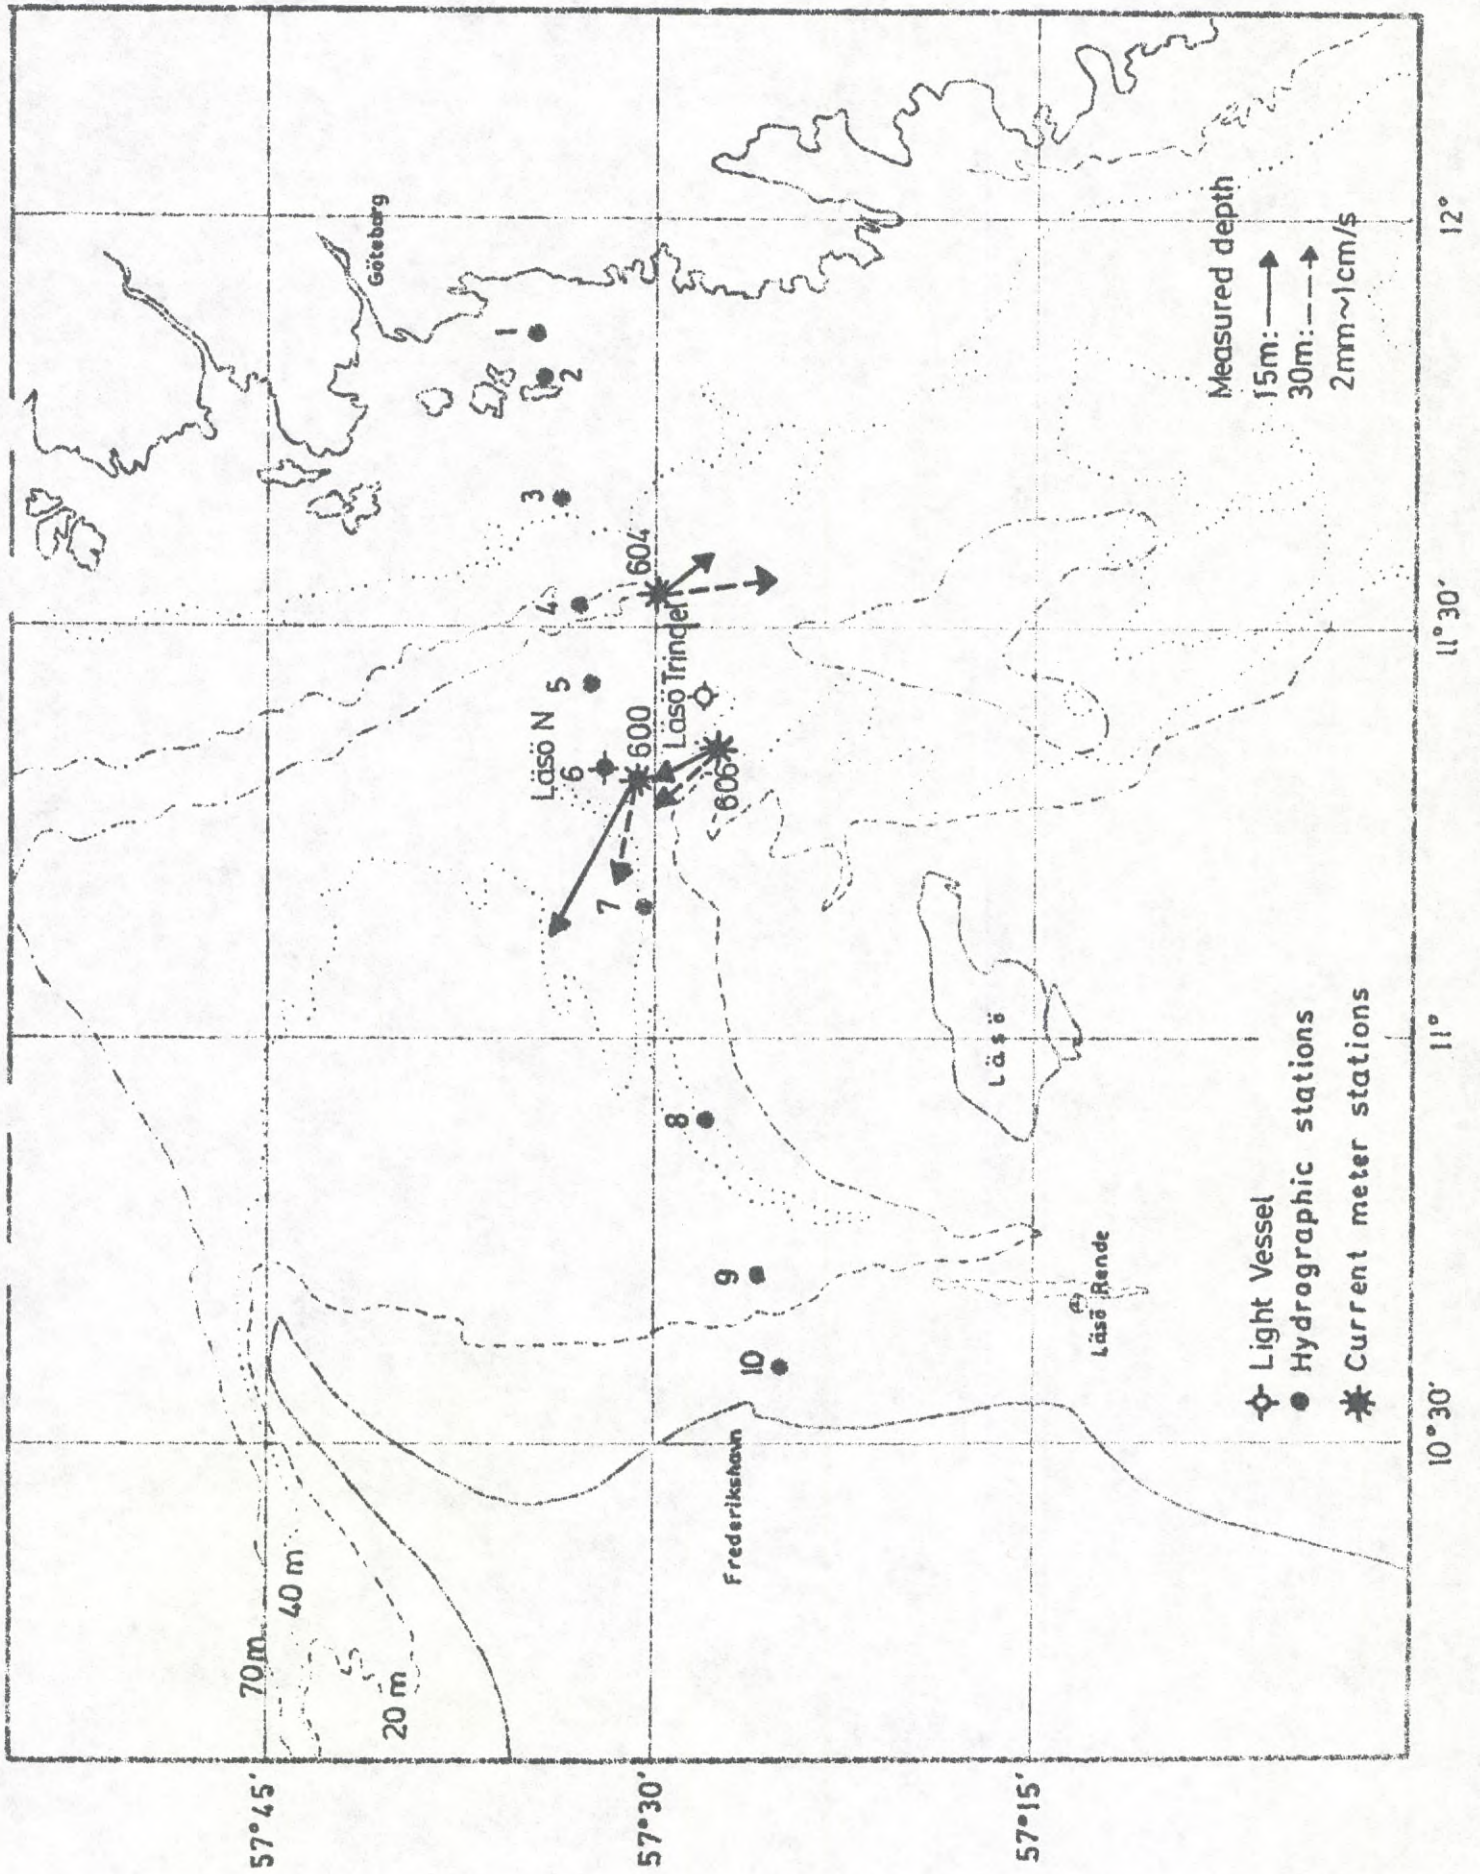 57°45'
57°30'
57°15'
10°30'
11°
11°30'
12°
70m
40 m
20 m
Göteborg
1
2
3
4
5
Läsö N
6
7
8
9
10
600
604
606
Läsö Trindel
Läsö
Läsö Rende
Frederikshavn
Measured depth
15m:
30m:
2mm~1cm/s
Light Vessel
Hydrographic stations
Current meter stations